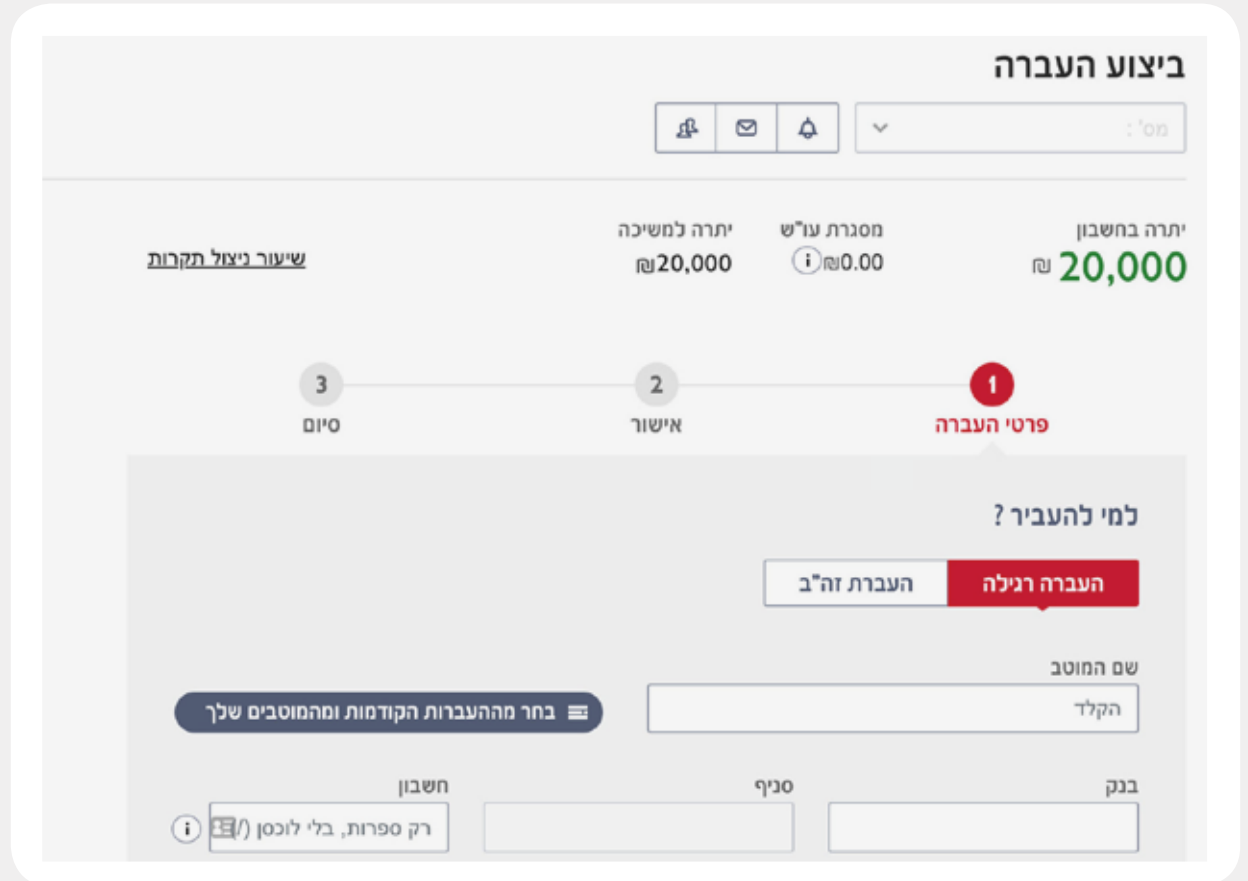 ביצוע העברה
מס' :
יתרה בחשבון
20,000 ₪
מסגרת עו"ש
₪0.00
יתרה למשיכה
₪20,000
שיעור ניצול תקרות
1
פרטי העברה
2
אישור
3
סיום
למי להעביר ?
העברה רגילה
העברת זה"ב
שם המוטב
הקלד
בחר מההעברות הקודמות ומהמוטבים שלך
בנק
סניף
חשבון
רק ספרות, בלי לוכסן (/)